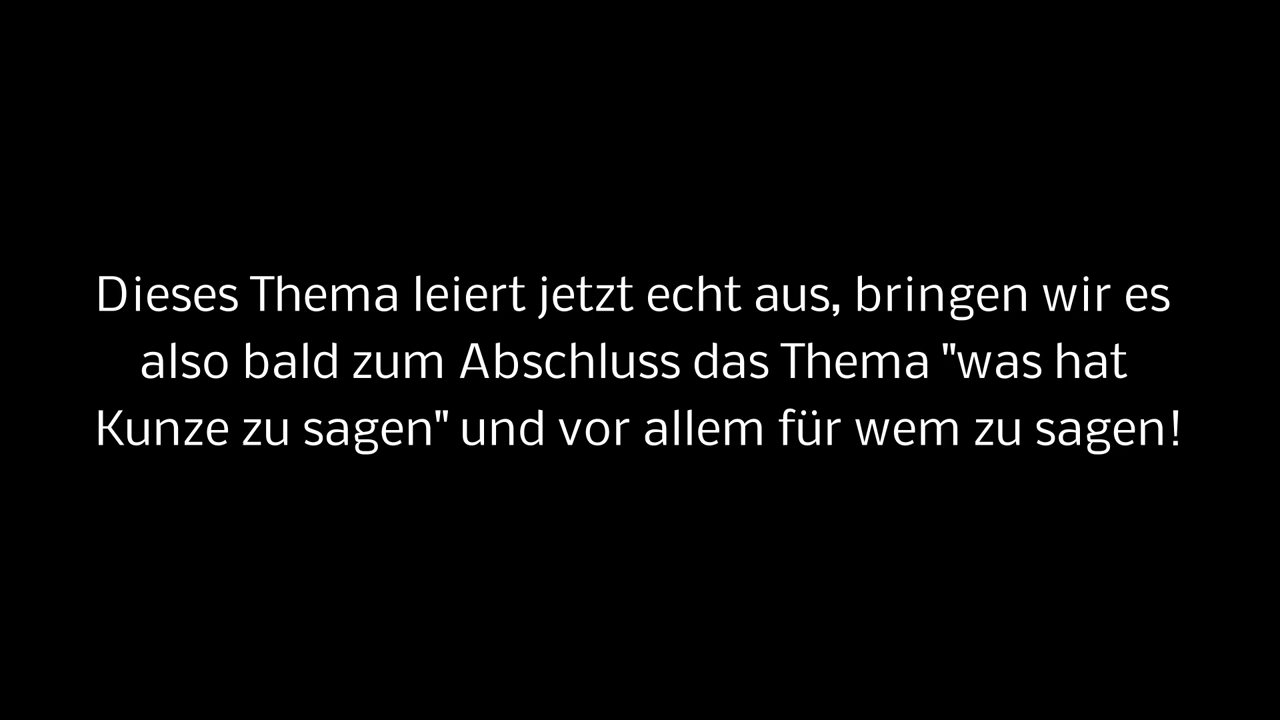 Dieses Thema leiert jetzt echt aus, bringen wir es
also bald zum Abschluss das Thema "was hat
Kunze zu sagen" und vor allem für wem zu sagen!